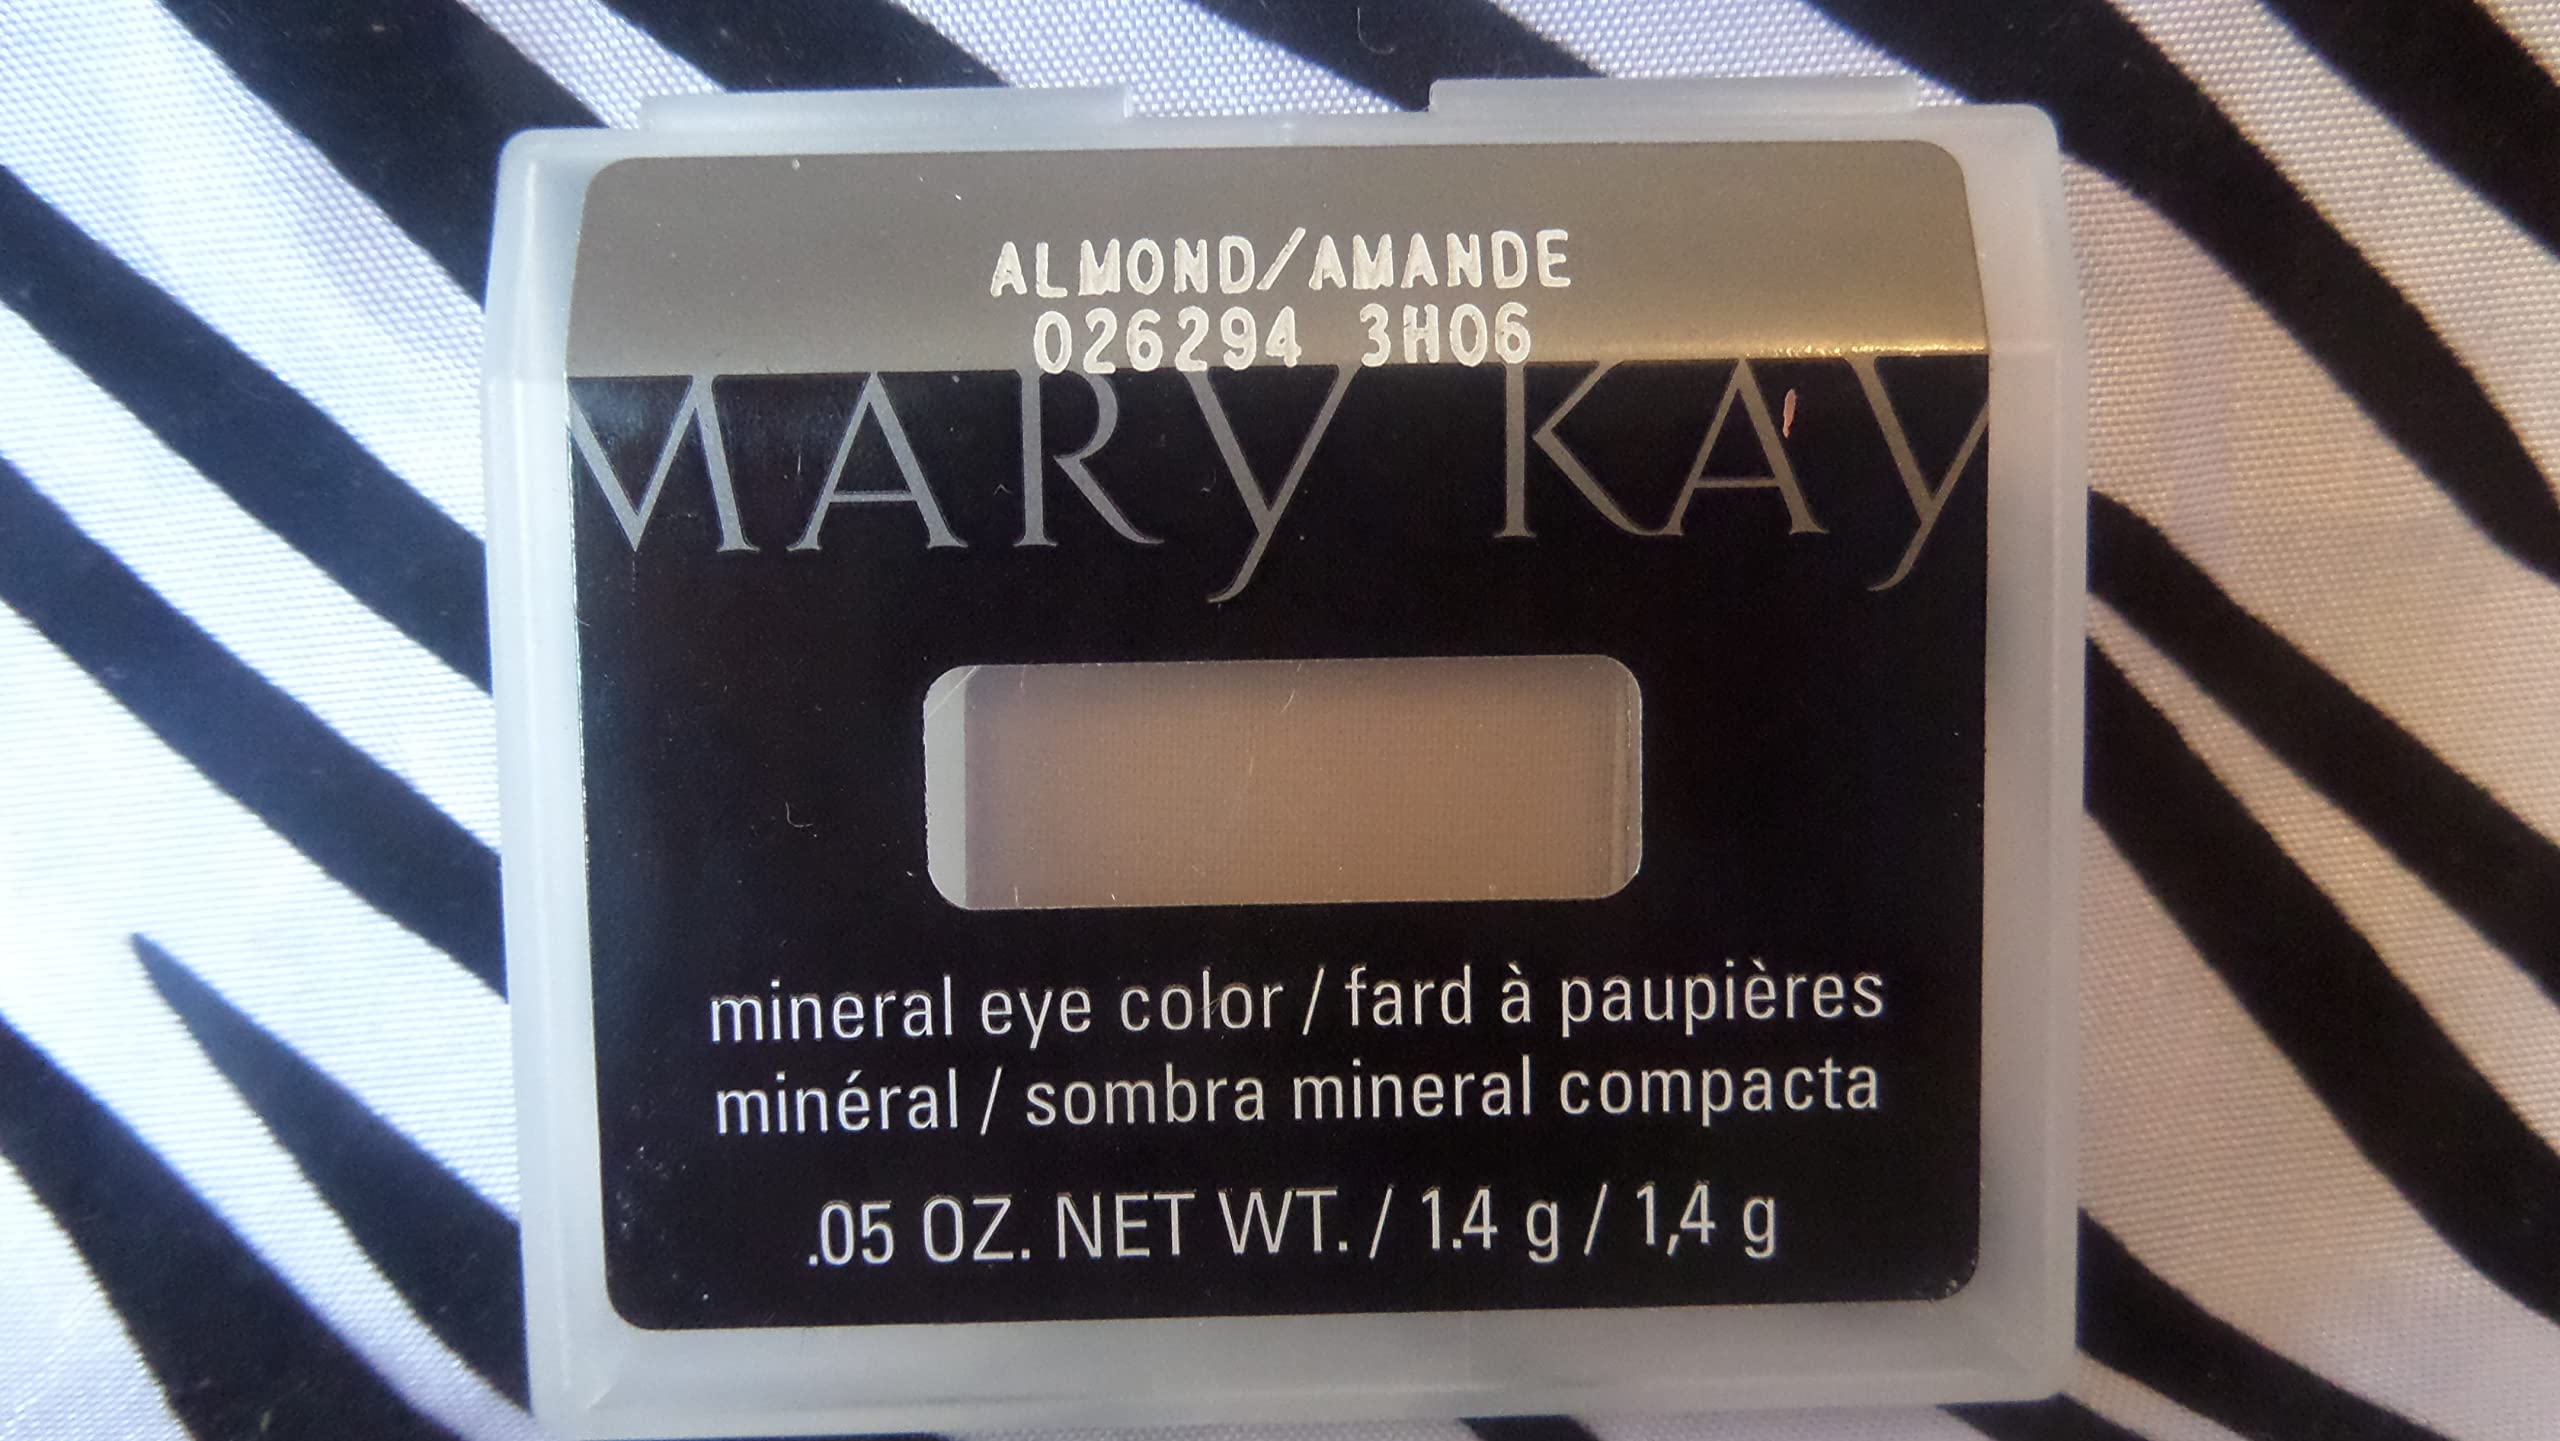 ALMOND/AMANDE
026294 3H06
MARY KAY
mineral eye color / fard à paupières
minéral / sombra mineral compacta
.05 OZ. NET WT. / 1.4 g / 1,4 g